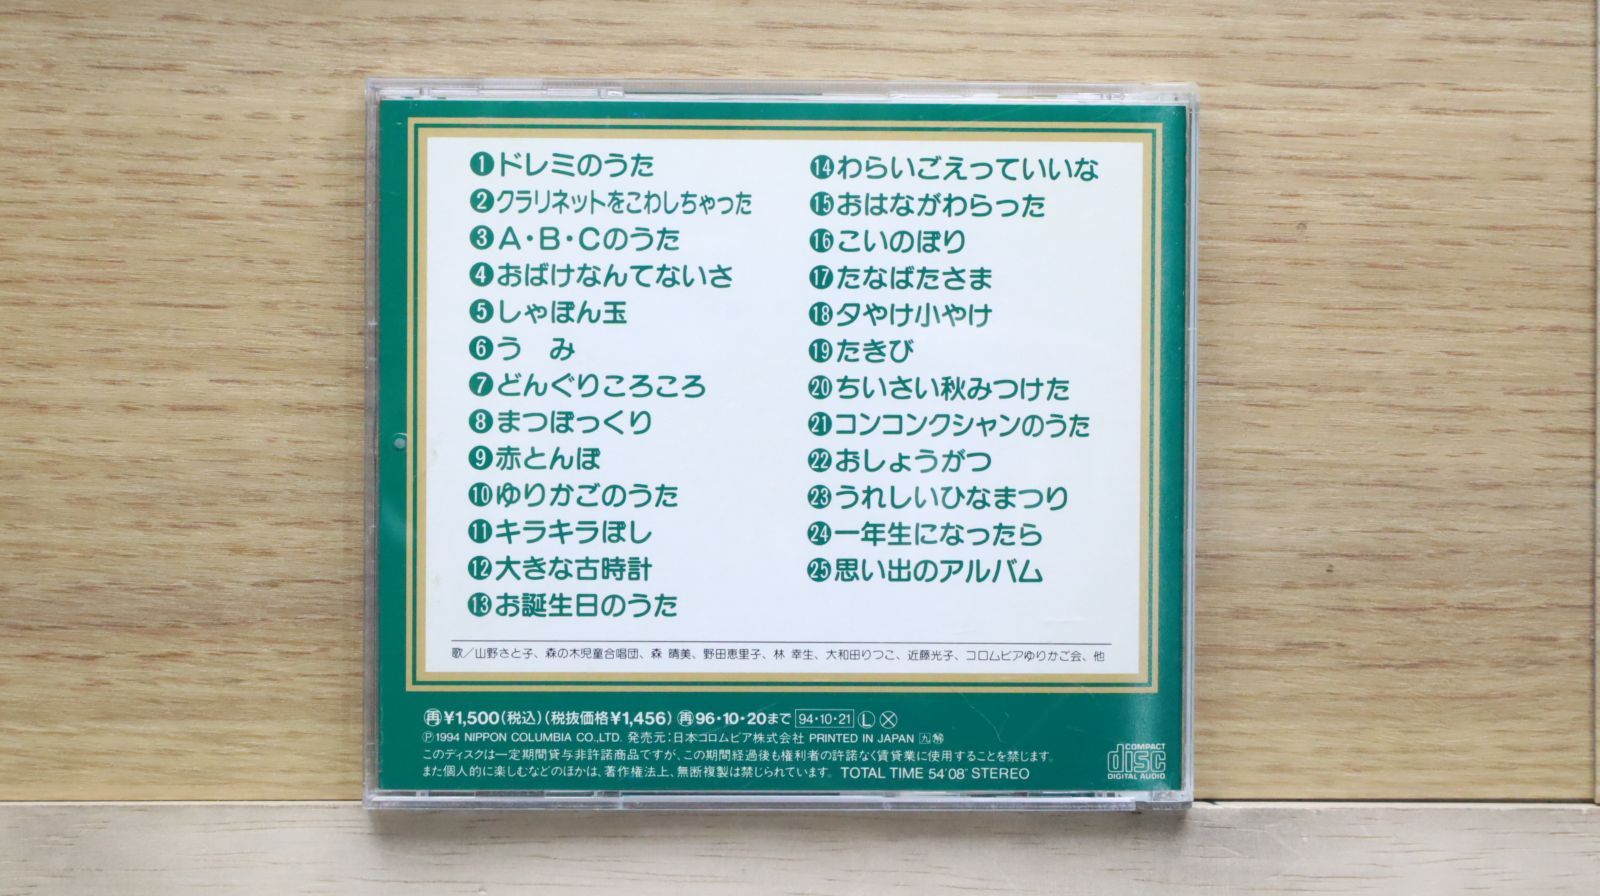 ❶ドレミのうた
❷クラリネットをこわしちゃった
❸A・B・Cのうた
❹おばけなんてないさ
❺しゃぼん玉
❻う み
❼どんぐりころころ
❽まつぼっくり
❾赤とんぼ
❿ゆりかごのうた
⓫キラキラぼし
⓬大きな古時計
⓭お誕生日のうた
⓮わらいごえっていいな
⓯おはながわらった
⓰こいのぼり
⓱たなばたさま
⓲夕やけ小やけ
⓳たきび
⓴ちいさい秋みつけた
21コンコンクシャンのうた
22おしょうがつ
23うれしいひなまつり
24一年生になったら
25思い出のアルバム
歌／山野さと子、森の木児童合唱団、森 晴美、野田恵里子、林 幸生、大和田りつこ、近藤光子、コロムビアゆりかご会、他
再¥1,500(税込)(税抜価格¥1,456) 再96・10・20まで 94・10・21 Ⓛ Ⓧ
Ⓟ1994 NIPPON COLUMBIA CO.,LTD. 発売元：日本コロムビア株式会社 PRINTED IN JAPAN
このディスクは一定期間貸与非許諾商品ですが、この期間経過後も権利者の許諾なく賃貸業に使用することを禁じます。
また個人的に楽しむなどのほかは、著作権法上、無断複製は禁じられています。 TOTAL TIME 54'08" STEREO
COMPACT
disc
DIGITAL AUDIO